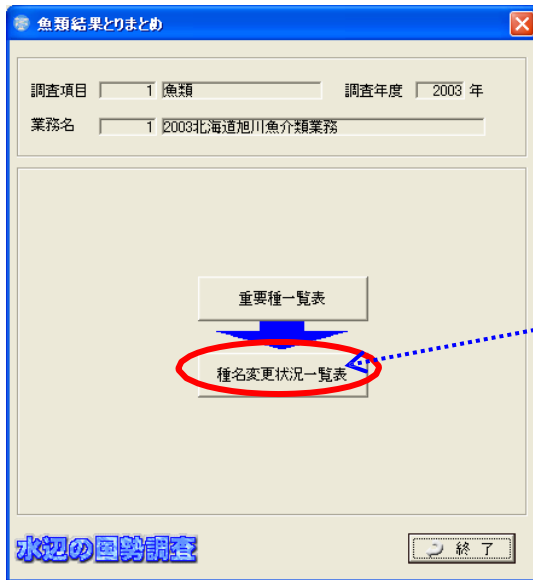 魚類結果とりまとめ
調査項目 1 魚類 調査年度 2003 年
業務名 1 2003北海道旭川魚介類業務
重要種一覧表
種名変更状況一覧表
水辺の国勢調査 終 了